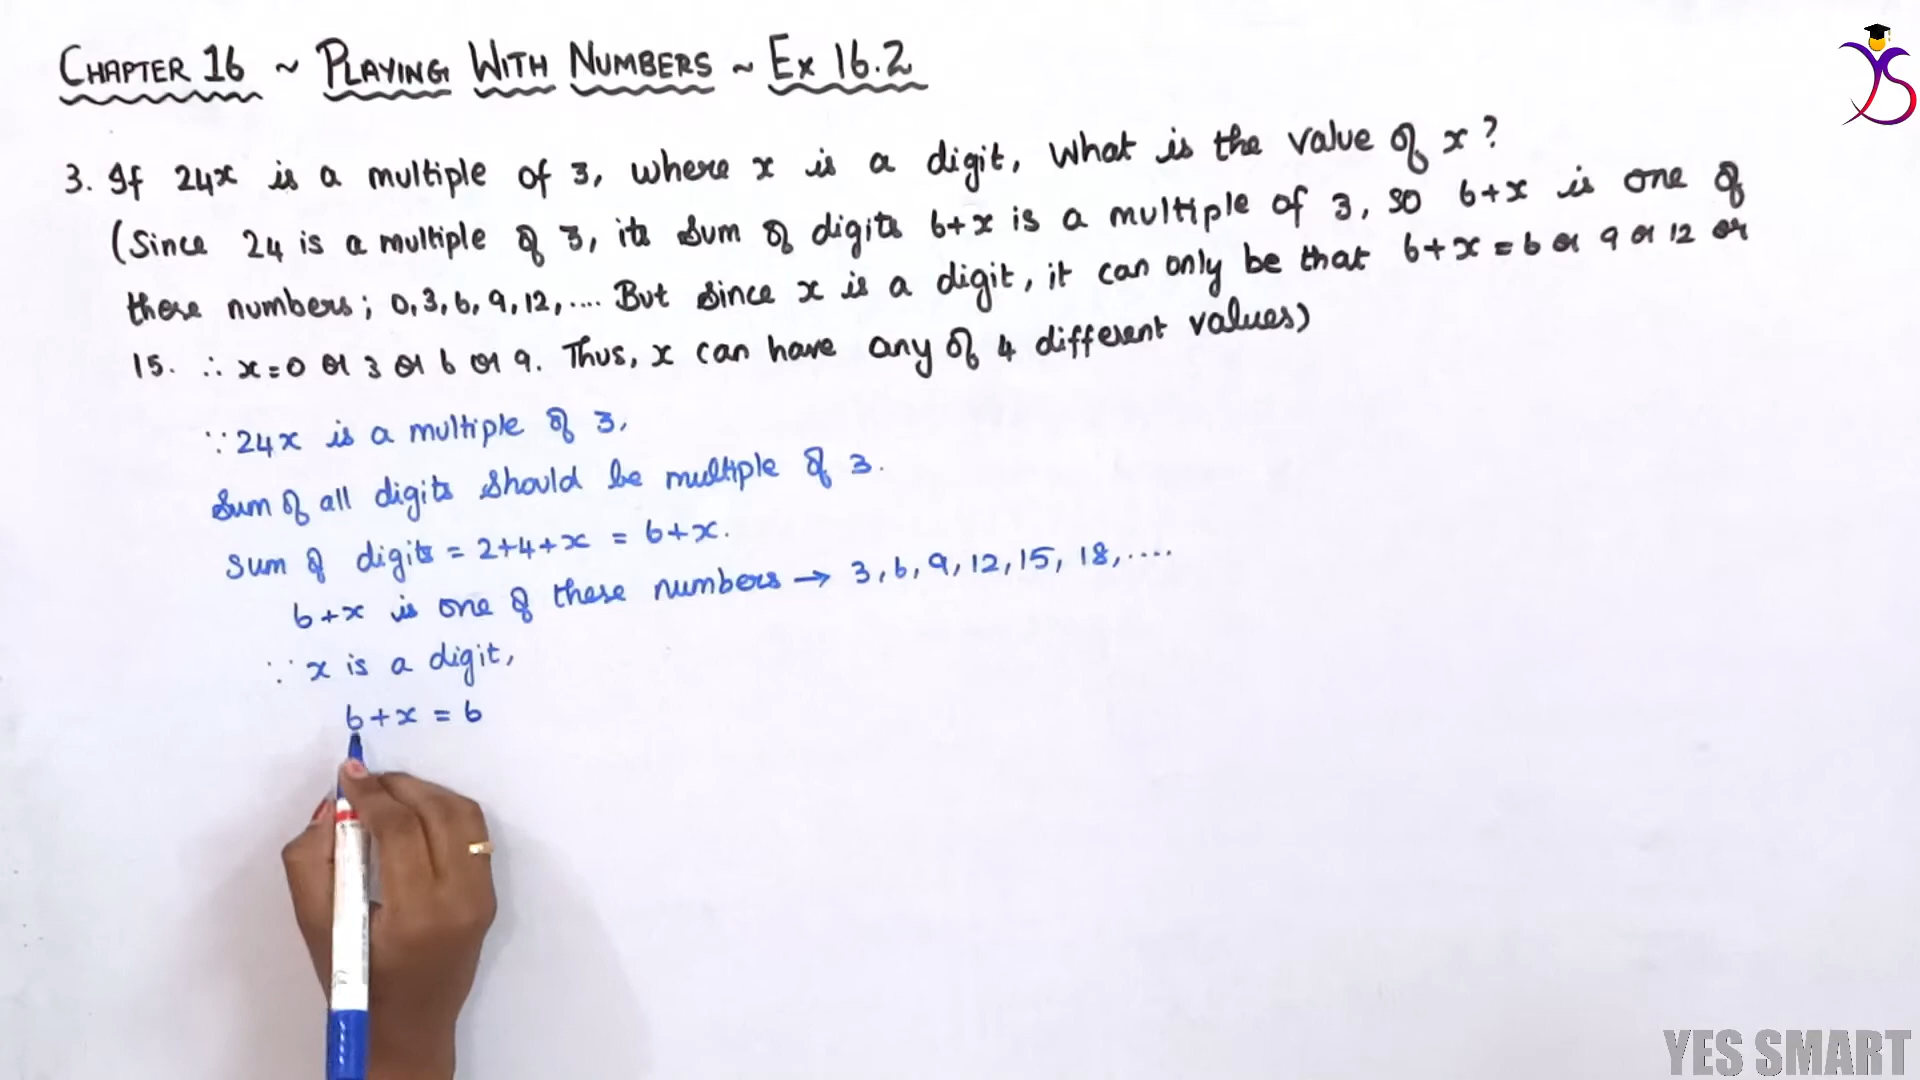 CHAPTER 16 ~ PLAYING WITH NUMBERS ~ Ex 16.2
3. If 24x is a multiple of 3, where x is a digit, what is the value of x?
(Since 24 is a multiple of 3, its sum of digits 6+x is a multiple of 3, so 6+x is one of
these numbers; 0, 3, 6, 9, 12, .... But since x is a digit, it can only be that 6+x = 6 or 9 or 12 or
15. ∴ x = 0 or 3 or 6 or 9. Thus, x can have any of 4 different values)
∵ 24x is a multiple of 3,
Sum of all digits should be multiple of 3.
Sum of digits = 2+4+x = 6+x.
6+x is one of these numbers → 3, 6, 9, 12, 15, 18, ....
∵ x is a digit,
6+x = 6
YES SMART